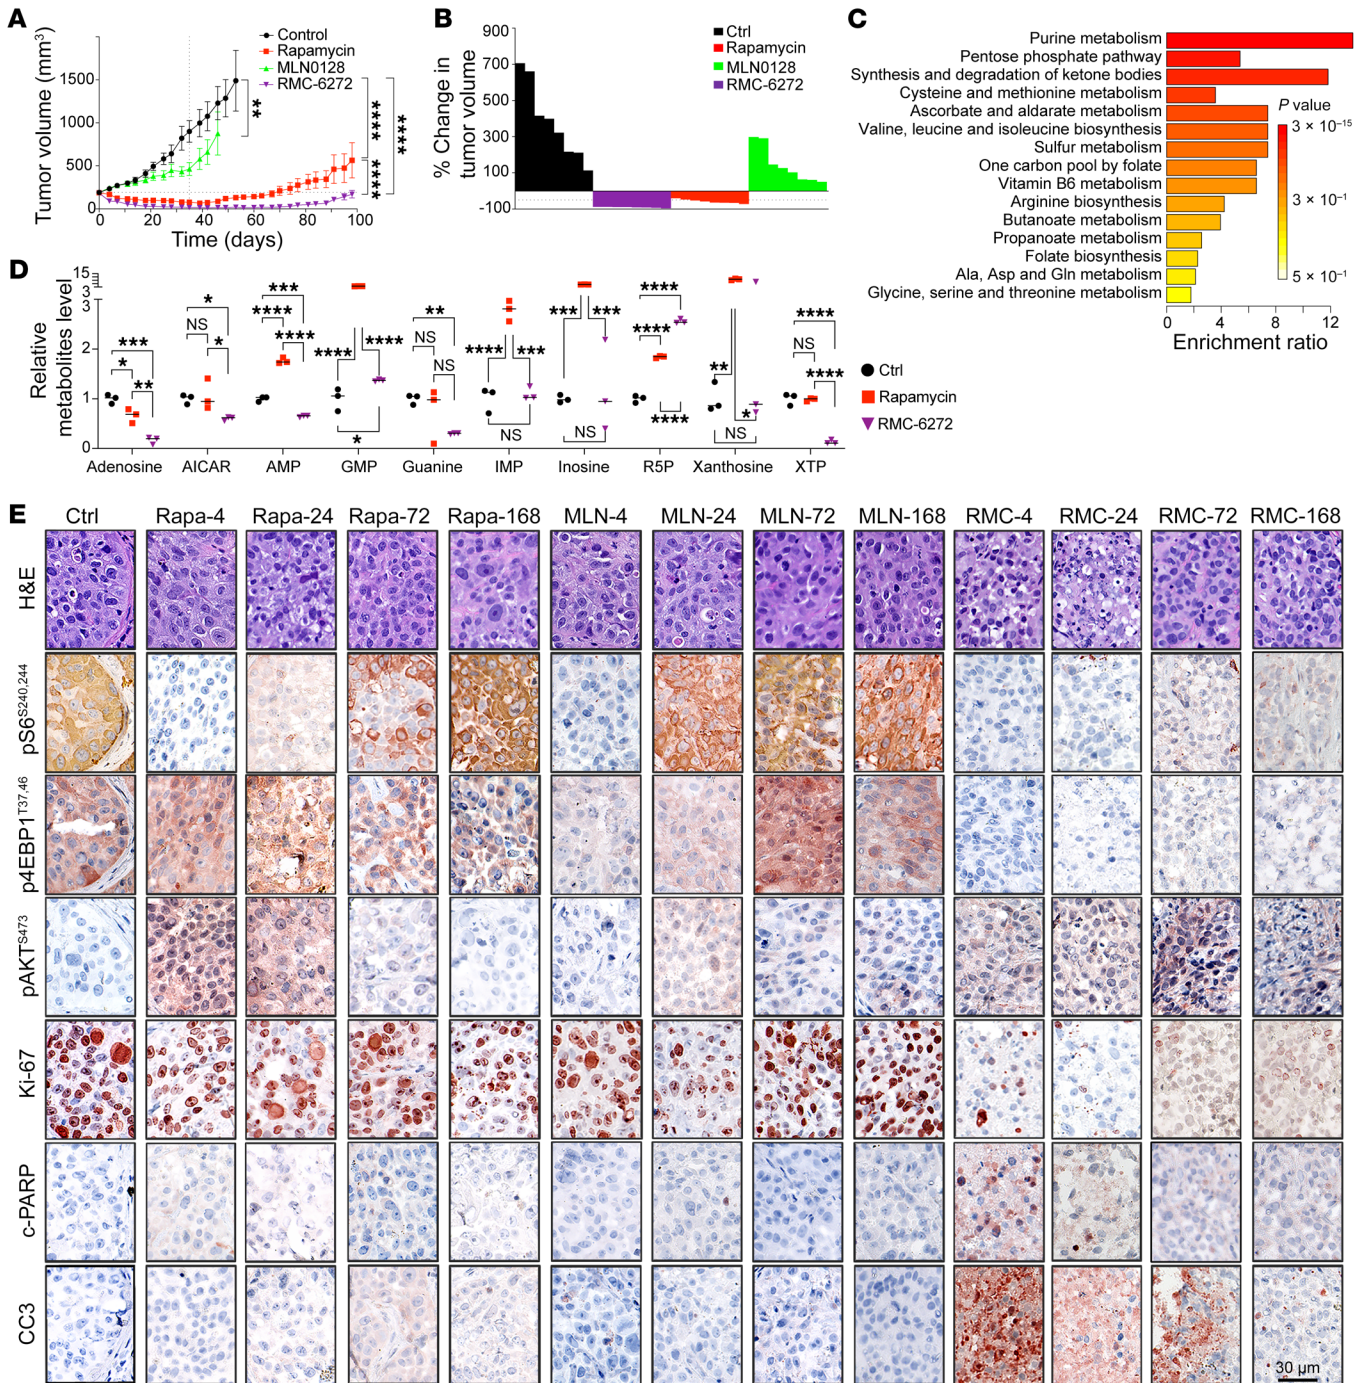 A
Tumor volume (mm³)
1500
1000
500
0
0 20 40 60 80 100
Time (days)
Control
Rapamycin
MLN0128
RMC-6272
**
****
****
****
B
% Change in
tumor volume
900
700
500
300
100
-100
Ctrl
Rapamycin
MLN0128
RMC-6272
C
Purine metabolism
Pentose phosphate pathway
Synthesis and degradation of ketone bodies
Cysteine and methionine metabolism
Ascorbate and aldarate metabolism
Valine, leucine and isoleucine biosynthesis
Sulfur metabolism
One carbon pool by folate
Vitamin B6 metabolism
Arginine biosynthesis
Butanoate metabolism
Propanoate metabolism
Folate biosynthesis
Ala, Asp and Gln metabolism
Glycine, serine and threonine metabolism
0 4 8 12
Enrichment ratio
P value
3 × 10⁻¹⁵
3 × 10⁻¹
5 × 10⁻¹
D
Relative
metabolites level
15
3
3
2
1
0
*** * **
* NS *
*** **** ****
**** **** *
** NS NS
**** *** NS
*** *** NS
**** **** ****
** * NS
**** NS ****
Adenosine AICAR AMP GMP Guanine IMP Inosine R5P Xanthosine XTP
Ctrl
Rapamycin
RMC-6272
E
Ctrl Rapa-4 Rapa-24 Rapa-72 Rapa-168 MLN-4 MLN-24 MLN-72 MLN-168 RMC-4 RMC-24 RMC-72 RMC-168
H&E
pS6S240,244
p4EBP1T37,46
pAKTS473
Ki-67
c-PARP
CC3
30 µm